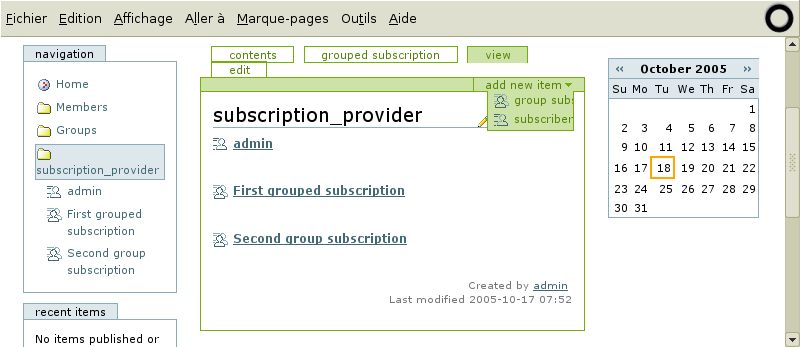 Fichier Edition Affichage Aller à Marque-pages Outils Aide
navigation
Home
Members
Groups
subscription_provider
admin
First grouped
subscription
Second group
subscription
recent items
No items published or
contents grouped subscription view
edit
add new item
group subs
subscriber
subscription_provider
admin
First grouped subscription
Second group subscription
Created by admin
Last modified 2005-10-17 07:52
« October 2005 »
Su Mo Tu We Th Fr Sa
1
2 3 4 5 6 7 8
9 10 11 12 13 14 15
16 17 18 19 20 21 22
23 24 25 26 27 28 29
30 31